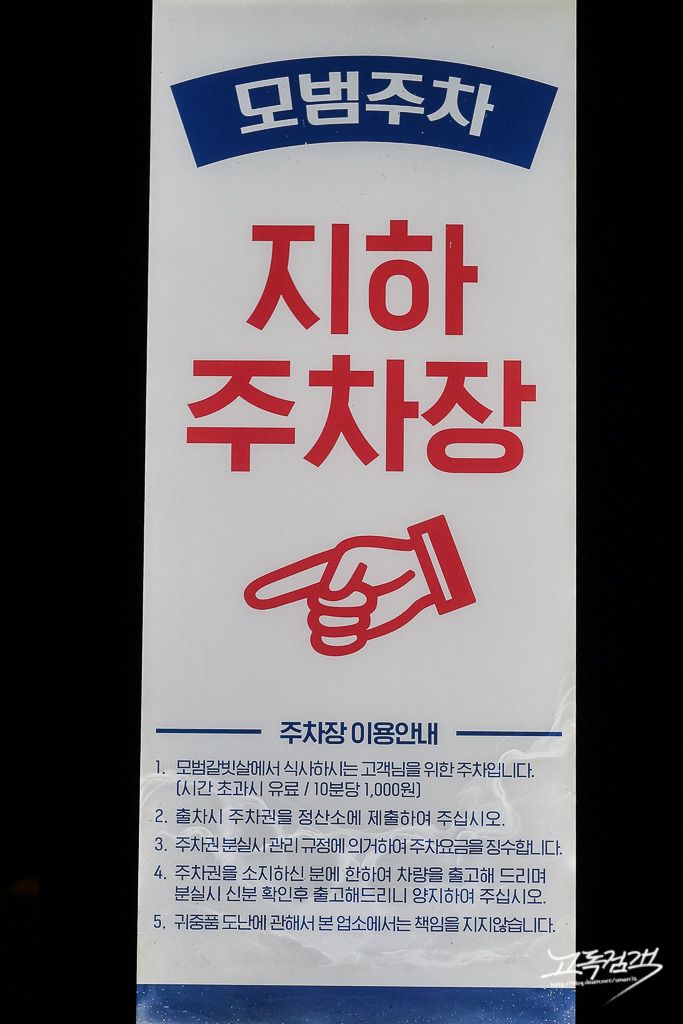 모범주차
지하
주차장
주차장 이용안내
1. 모범갈빗살에서 식사하시는 고객님을 위한 주차입니다.
(시간 초과시 유료 / 10분당 1,000원)
2. 출차시 주차권을 정산소에 제출하여 주십시오.
3. 주차권 분실시 관리 규정에 의거하여 주차요금을 징수합니다.
4. 주차권을 소지하신 분에 한하여 차량을 출고해 드리며
분실시 신분 확인후 출고해드리니 양지하여 주십시오.
5. 귀중품 도난에 관해서 본 업소에서는 책임을 지지않습니다.
고독검객
http://blog.daum.net/smart76